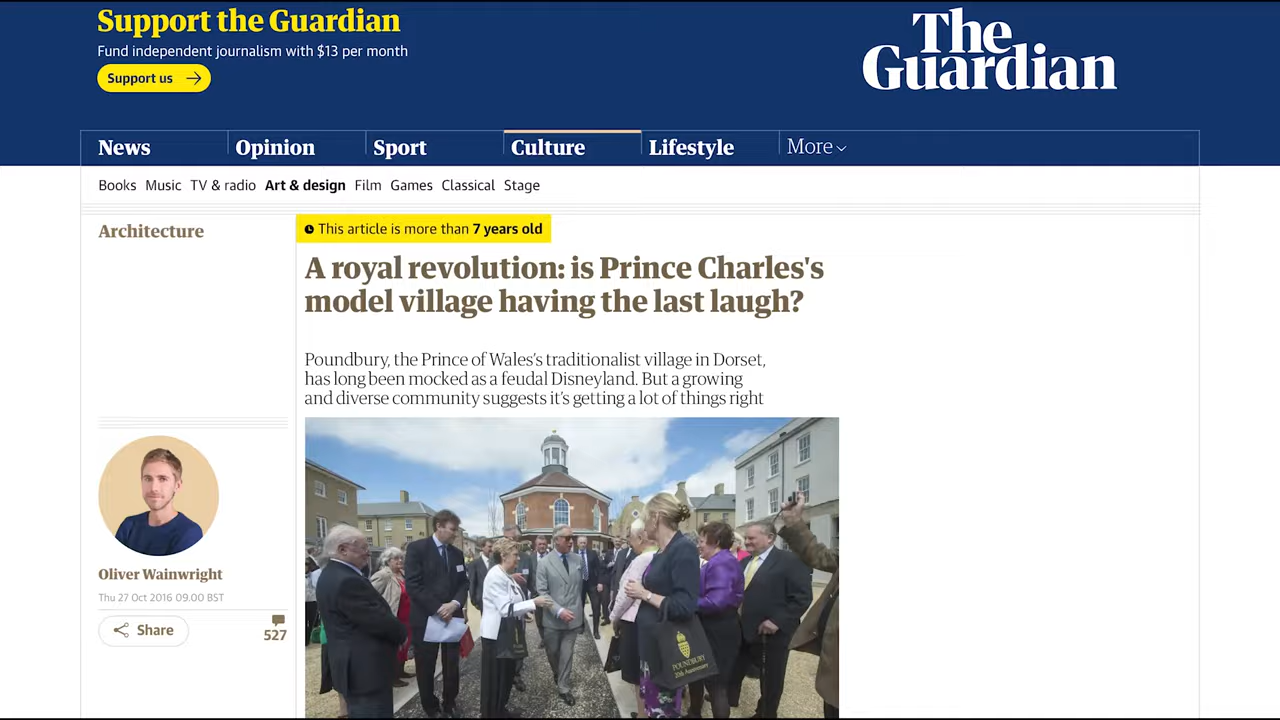 Support the Guardian
Fund independent journalism with $13 per month
Support us
The
Guardian
News Opinion Sport Culture Lifestyle More
Books Music TV & radio Art & design Film Games Classical Stage
Architecture
This article is more than 7 years old
A royal revolution: is Prince Charles's
model village having the last laugh?
Poundbury, the Prince of Wales's traditionalist village in Dorset,
has long been mocked as a feudal Disneyland. But a growing
and diverse community suggests it's getting a lot of things right
Oliver Wainwright
Thu 27 Oct 2016 09.00 BST
Share
527
POUNDBURY
20th Anniversary